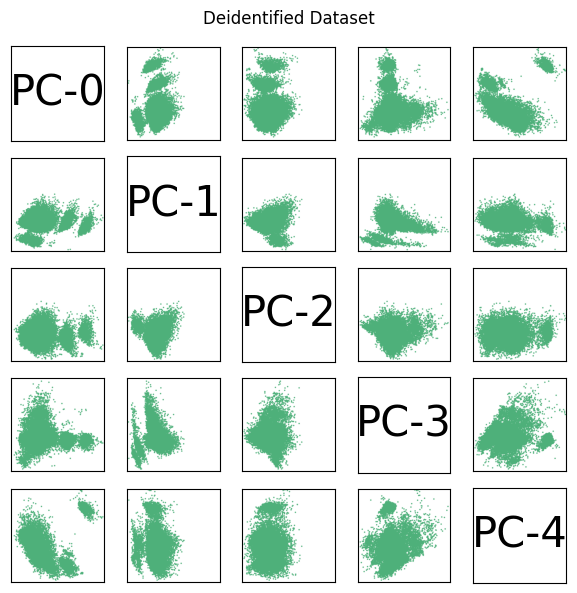 Deidentified Dataset
PC-0
PC-1
PC-2
PC-3
PC-4